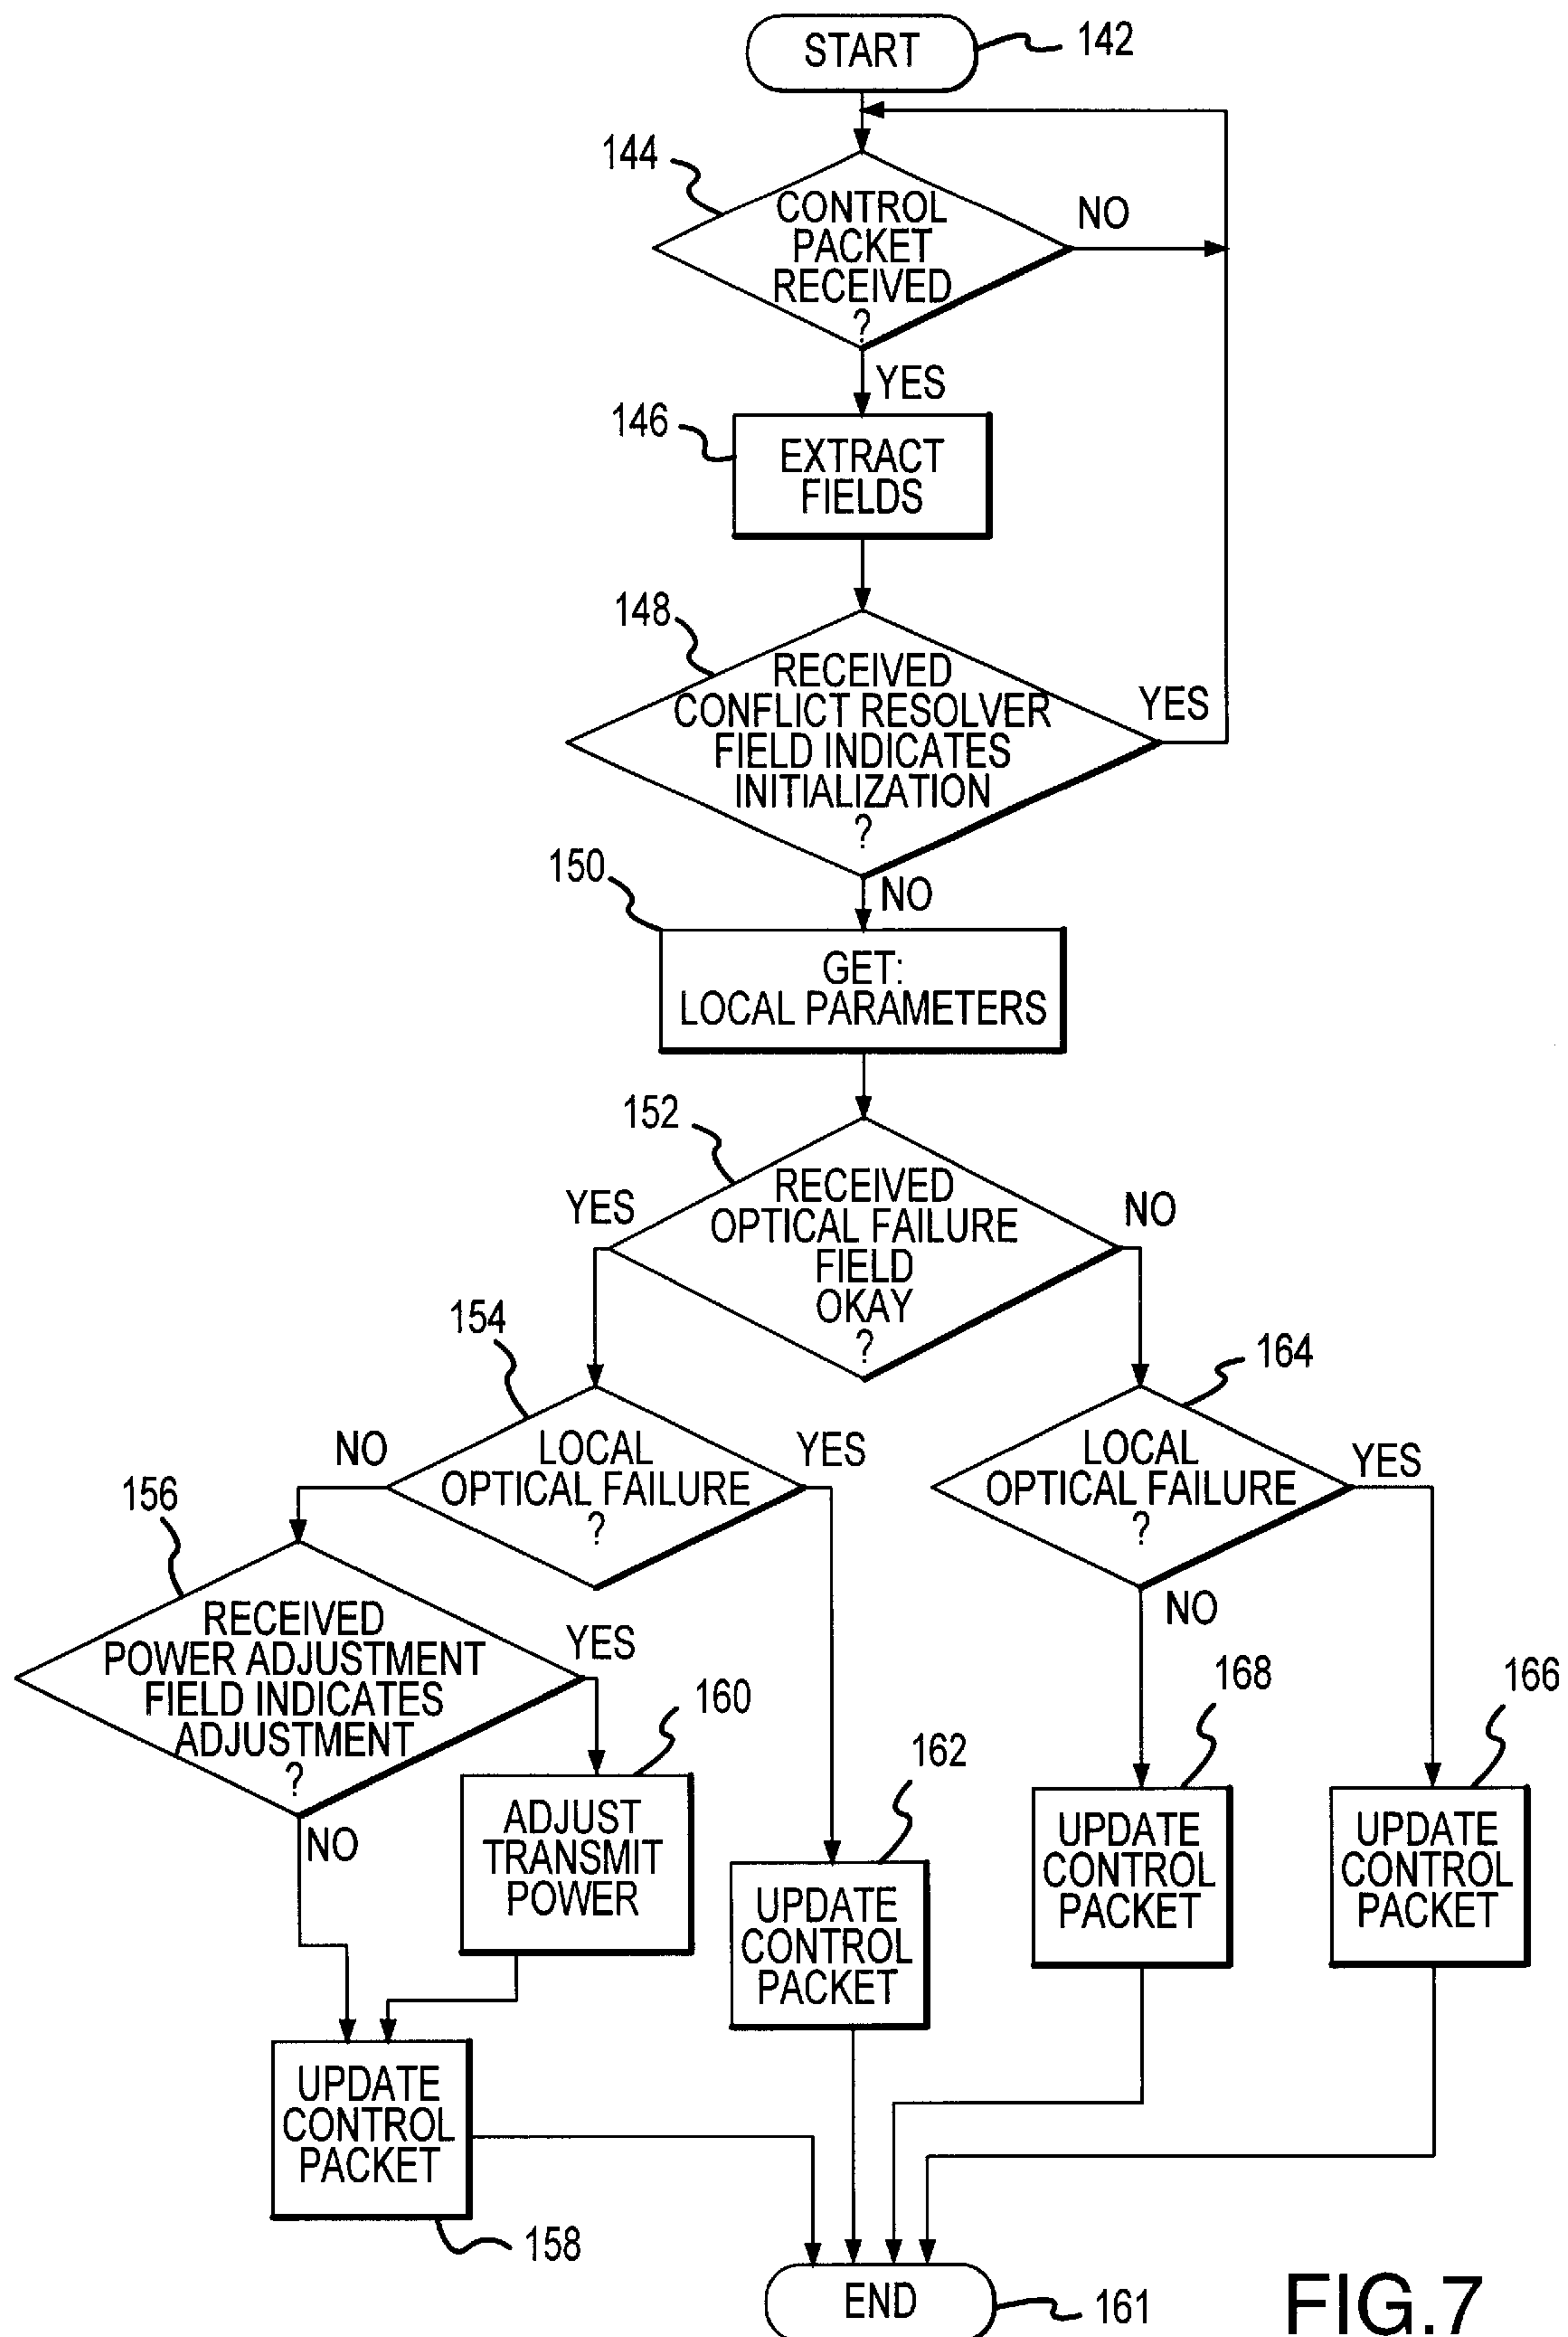 START
142
144
CONTROL
PACKET
RECEIVED
?
NO
YES
146
EXTRACT
FIELDS
148
RECEIVED
CONFLICT RESOLVER
FIELD INDICATES
INITIALIZATION
?
YES
NO
150
GET:
LOCAL PARAMETERS
152
RECEIVED
OPTICAL FAILURE
FIELD
OKAY
?
YES
NO
154
LOCAL
OPTICAL FAILURE
?
NO
YES
164
LOCAL
OPTICAL FAILURE
?
YES
NO
156
RECEIVED
POWER ADJUSTMENT
FIELD INDICATES
ADJUSTMENT
?
YES
NO
160
ADJUST
TRANSMIT
POWER
162
UPDATE
CONTROL
PACKET
168
UPDATE
CONTROL
PACKET
166
UPDATE
CONTROL
PACKET
UPDATE
CONTROL
PACKET
158
END
161
FIG.7